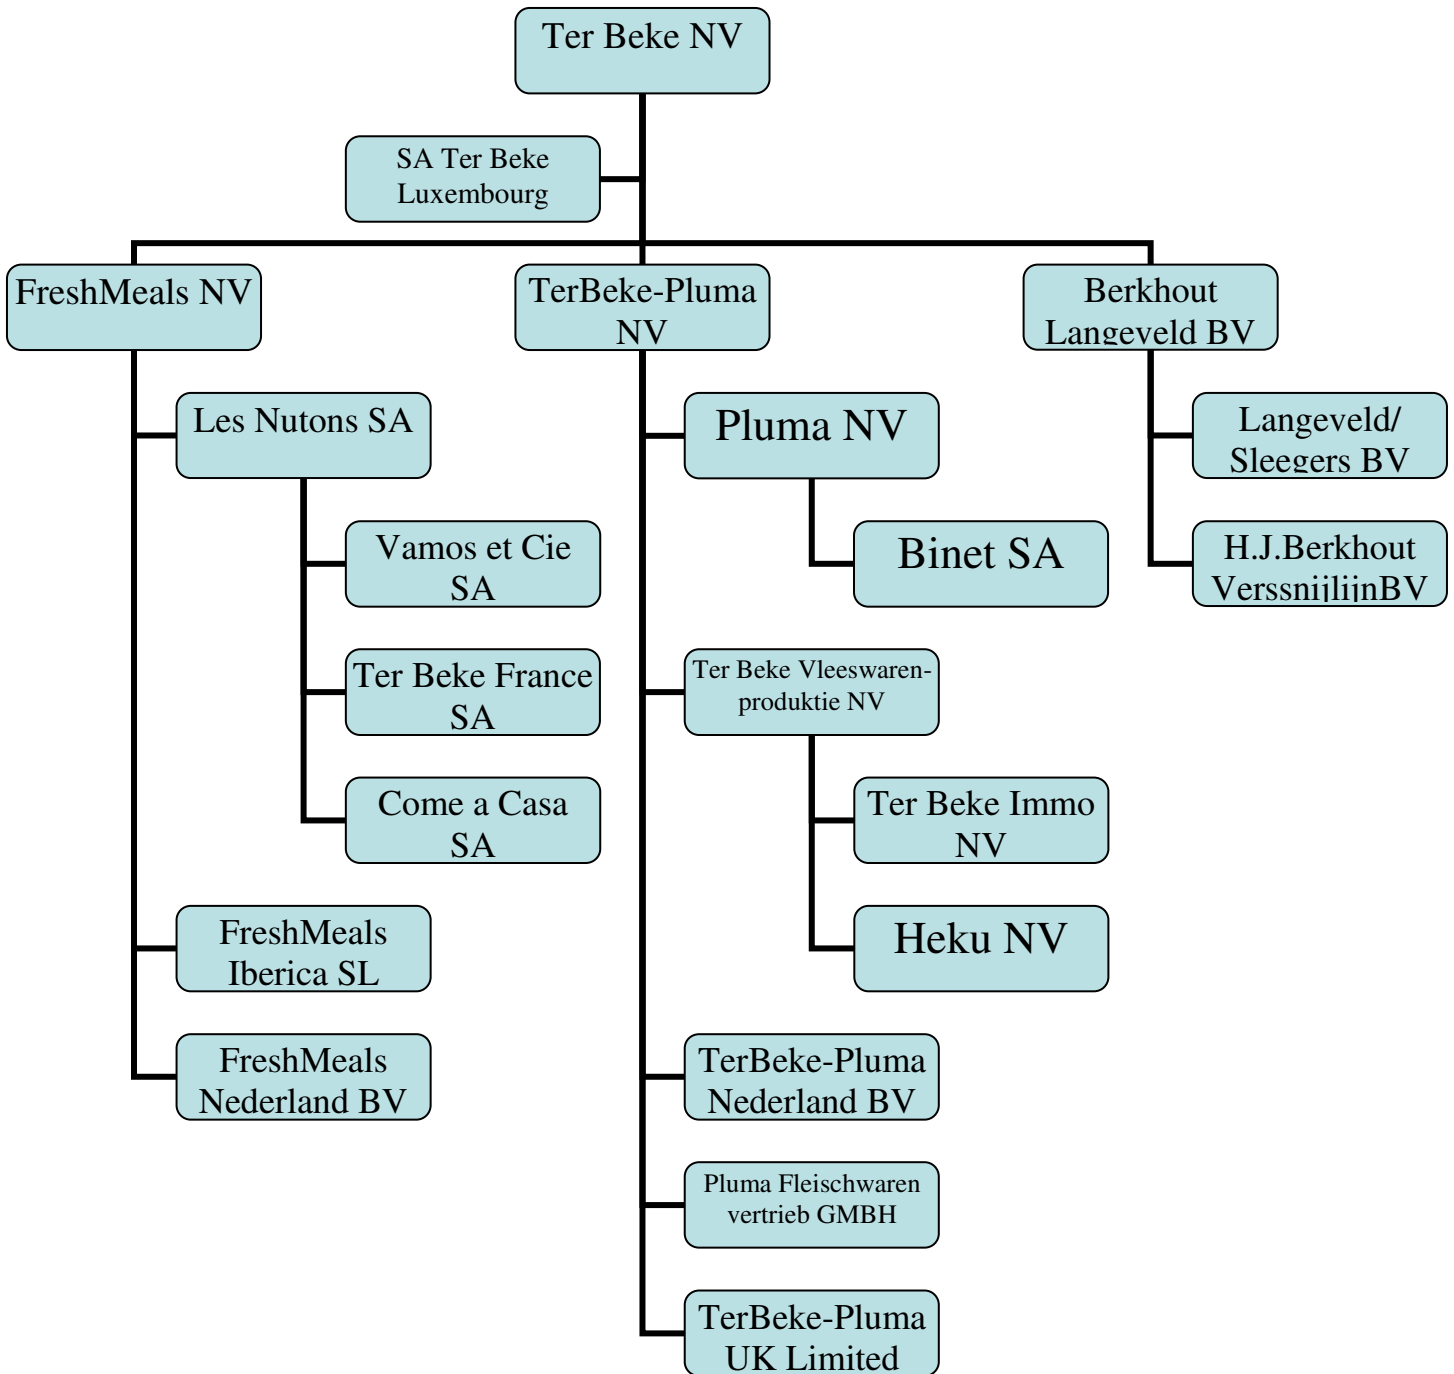 Ter Beke NV
SA Ter Beke
Luxembourg
FreshMeals NV
TerBeke-Pluma
NV
Berkhout
Langeveld BV
Les Nutons SA
Pluma NV
Langeveld/
Sleegers BV
Vamos et Cie
SA
Binet SA
H.J.Berkhout
VerssnijlijnBV
Ter Beke France
SA
Ter Beke Vleeswaren-
produktie NV
Come a Casa
SA
Ter Beke Immo
NV
FreshMeals
Iberica SL
Heku NV
FreshMeals
Nederland BV
TerBeke-Pluma
Nederland BV
Pluma Fleischwaren
vertrieb GMBH
TerBeke-Pluma
UK Limited